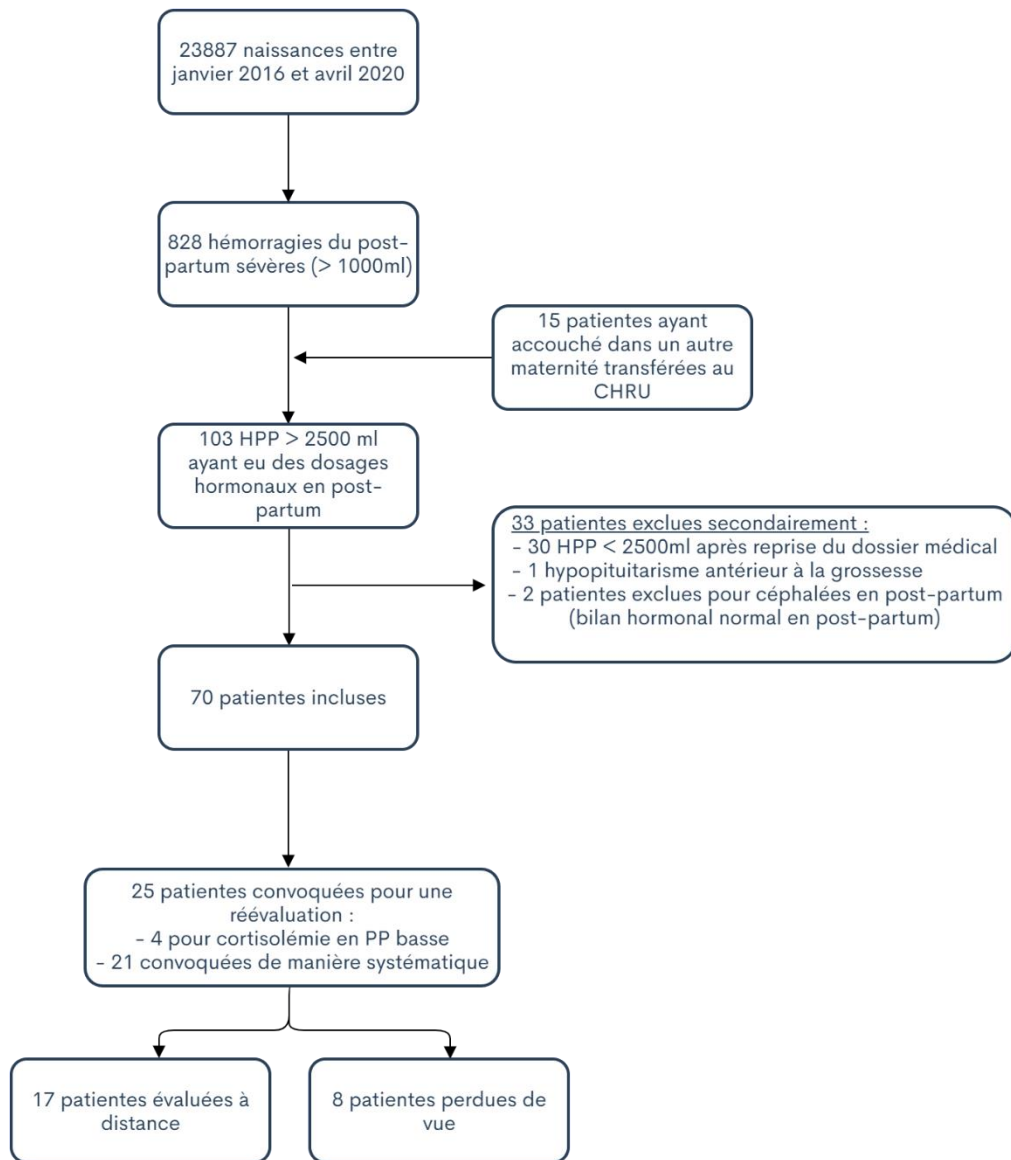 23887 naissances entre
janvier 2016 et avril 2020
828 hémorragies du post-
partum sévères (> 1000ml)
15 patientes ayant
accouché dans un autre
maternité transférées au
CHRU
103 HPP > 2500 ml
ayant eu des dosages
hormonaux en post-
partum
33 patientes exclues secondairement :
- 30 HPP < 2500ml après reprise du dossier médical
- 1 hypopituitarisme antérieur à la grossesse
- 2 patientes exclues pour céphalées en post-partum
(bilan hormonal normal en post-partum)
70 patientes incluses
25 patientes convoquées pour une
réévaluation :
- 4 pour cortisolémie en PP basse
- 21 convoquées de manière systématique
17 patientes évaluées à
distance
8 patientes perdues de
vue